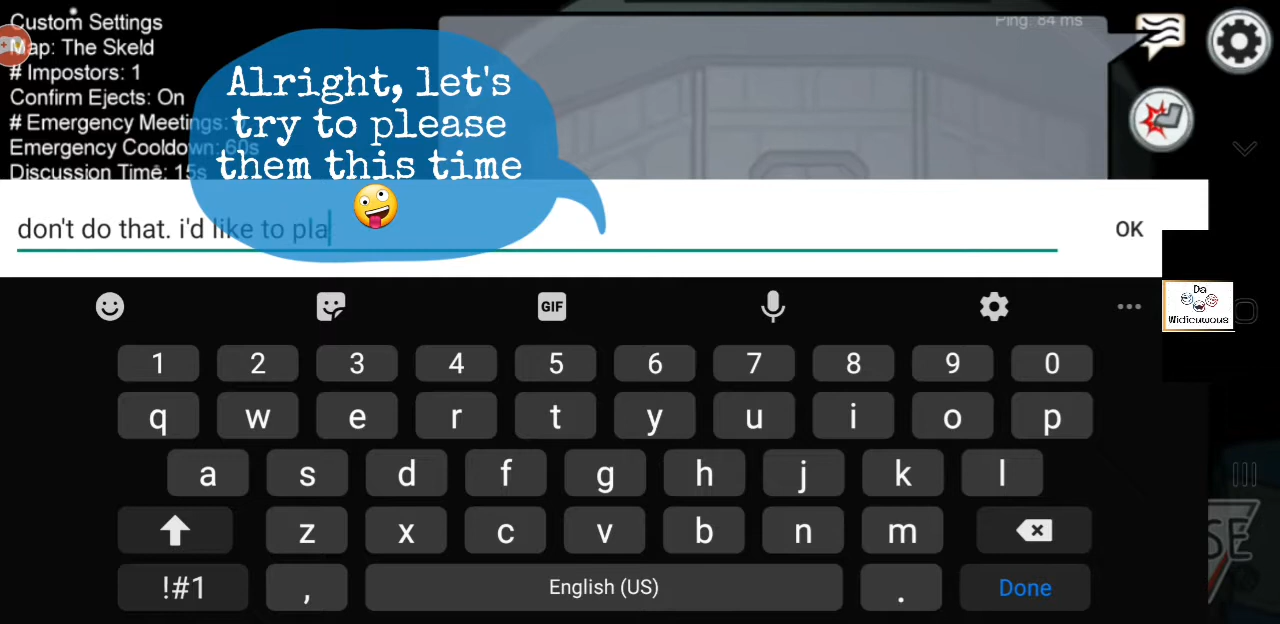 Custom Settings
Map: The Skeld
# Impostors: 1
Confirm Ejects: On
# Emergency Meetings:
Emergency Cooldown: 60s
Discussion Time: 15s
Ping: 84 ms
Alright, let's
try to please
them this time
🤪
don't do that. i'd like to pla
OK
Da
Widicuwous
GIF
1 2 3 4 5 6 7 8 9 0
q w e r t y u i o p
a s d f g h j k l
z x c v b n m
!#1 , English (US) . Done
SE